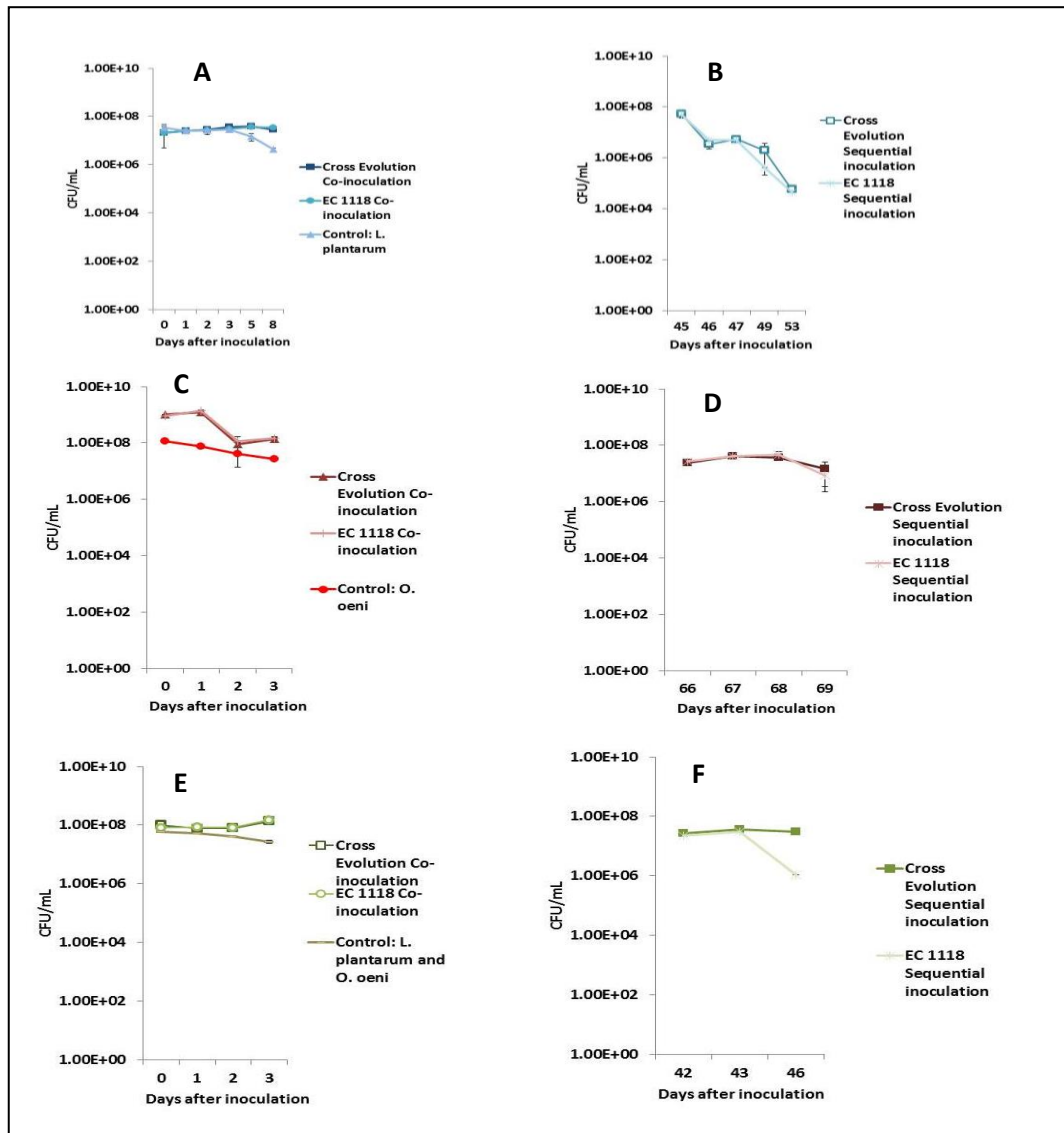 A
1.00E+10
1.00E+08
1.00E+06
1.00E+04
1.00E+02
1.00E+00
CFU/mL
0 1 2 3 5 8
Days after inoculation
Cross Evolution
Co-inoculation
EC 1118 Co-
inoculation
Control: L.
plantarum
B
1.00E+10
1.00E+08
1.00E+06
1.00E+04
1.00E+02
1.00E+00
CFU/mL
45 46 47 49 53
Days after inoculation
Cross
Evolution
Sequential
inoculation
EC 1118
Sequential
inoculation
C
1.00E+10
1.00E+08
1.00E+06
1.00E+04
1.00E+02
1.00E+00
CFU/mL
0 1 2 3
Days after inoculation
Cross
Evolution Co-
inoculation
EC 1118 Co-
inoculation
Control: O.
oeni
D
1.00E+10
1.00E+08
1.00E+06
1.00E+04
1.00E+02
1.00E+00
CFU/mL
66 67 68 69
Days after inoculation
Cross Evolution
Sequential
inoculation
EC 1118
Sequential
inoculation
E
1.00E+10
1.00E+08
1.00E+06
1.00E+04
1.00E+02
1.00E+00
CFU/mL
0 1 2 3
Days after inoculation
Cross
Evolution Co-
inoculation
EC 1118 Co-
inoculation
Control: L.
plantarum and
O. oeni
F
1.00E+10
1.00E+08
1.00E+06
1.00E+04
1.00E+02
1.00E+00
CFU/mL
42 43 46
Days after inoculation
Cross
Evolution
Sequential
inoculation
EC 1118
Sequential
inoculation